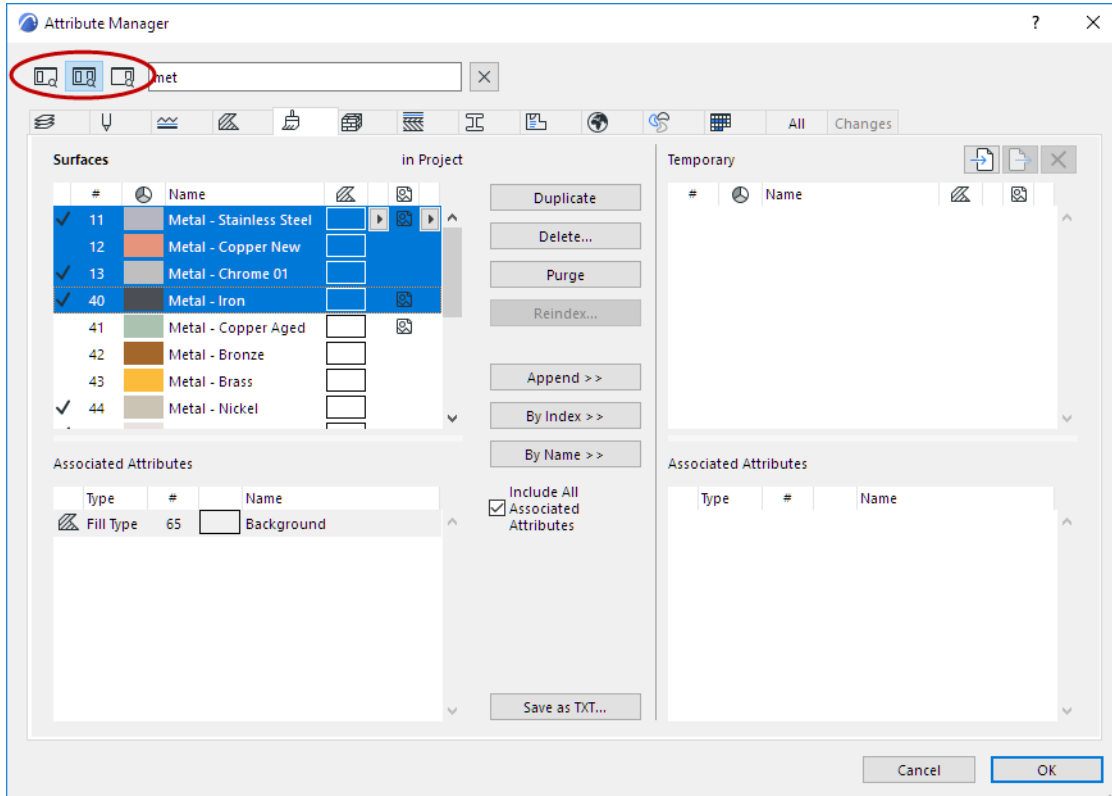 Attribute Manager ?
met
All Changes
Surfaces in Project
# Name
11 Metal - Stainless Steel
12 Metal - Copper New
13 Metal - Chrome 01
40 Metal - Iron
41 Metal - Copper Aged
42 Metal - Bronze
43 Metal - Brass
44 Metal - Nickel
Associated Attributes
Type # Name
Fill Type 65 Background
Duplicate
Delete...
Purge
Reindex...
Append >>
By Index >>
By Name >>
Include All
Associated
Attributes
Save as TXT...
Temporary
# Name
Associated Attributes
Type # Name
Cancel OK